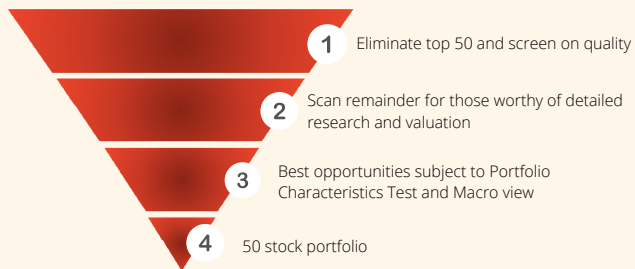 1 Eliminate top 50 and screen on quality
2 Scan remainder for those worthy of detailed
research and valuation
3 Best opportunities subject to Portfolio
Characteristics Test and Macro view
4 50 stock portfolio